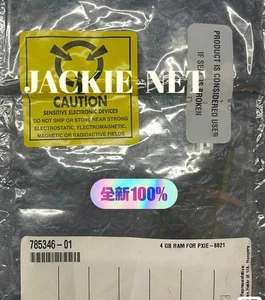 JACKIE-NET
CAUTION
SENSITIVE ELECTRONIC DEVICES
DO NOT SHIP OR STORE NEAR STRONG
ELECTROSTATIC, ELECTROMAGNETIC,
MAGNETIC OR RADIOACTIVE FIELDS
PRODUCT IS CONSIDERED USED
IF SEAL IS BROKEN
全新100%
785346-01
4 GB RAM FOR PXIE-8821
Representative:
Hungary